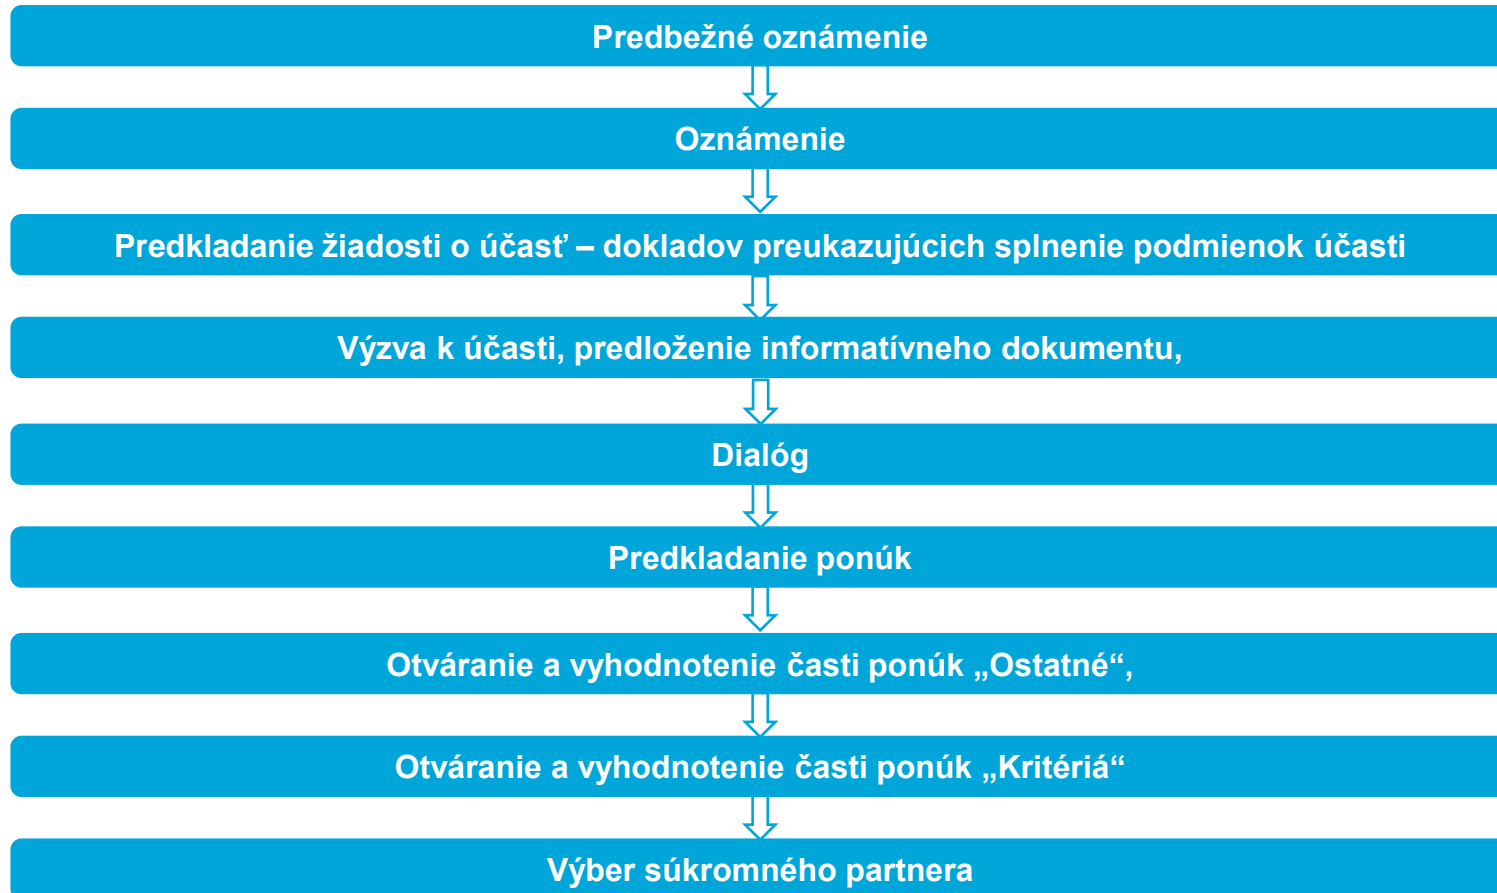 Predbežné oznámenie
Oznámenie
Predkladanie žiadosti o účasť – dokladov preukazujúcich splnenie podmienok účasti
Výzva k účasti, predloženie informatívneho dokumentu,
Dialóg
Predkladanie ponúk
Otváranie a vyhodnotenie časti ponúk „Ostatné“,
Otváranie a vyhodnotenie časti ponúk „Kritériá“
Výber súkromného partnera